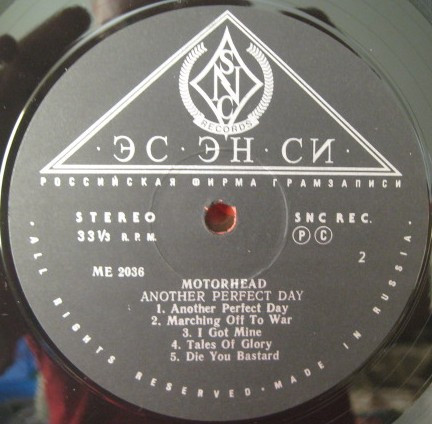 SNC
RECORDS
·ЭС·ЭН·СИ·
РОССИЙСКАЯ ФИРМА ГРАМЗАПИСИ
STEREO
33⅓ R.P.M.
SNC REC.
Ⓟ Ⓒ
ME 2036
2
MOTORHEAD
ANOTHER PERFECT DAY
1. Another Perfect Day
2. Marching Off To War
3. I Got Mine
4. Tales Of Glory
5. Die You Bastard
·ALL RIGHTS RESERVED·MADE IN RUSSIA·